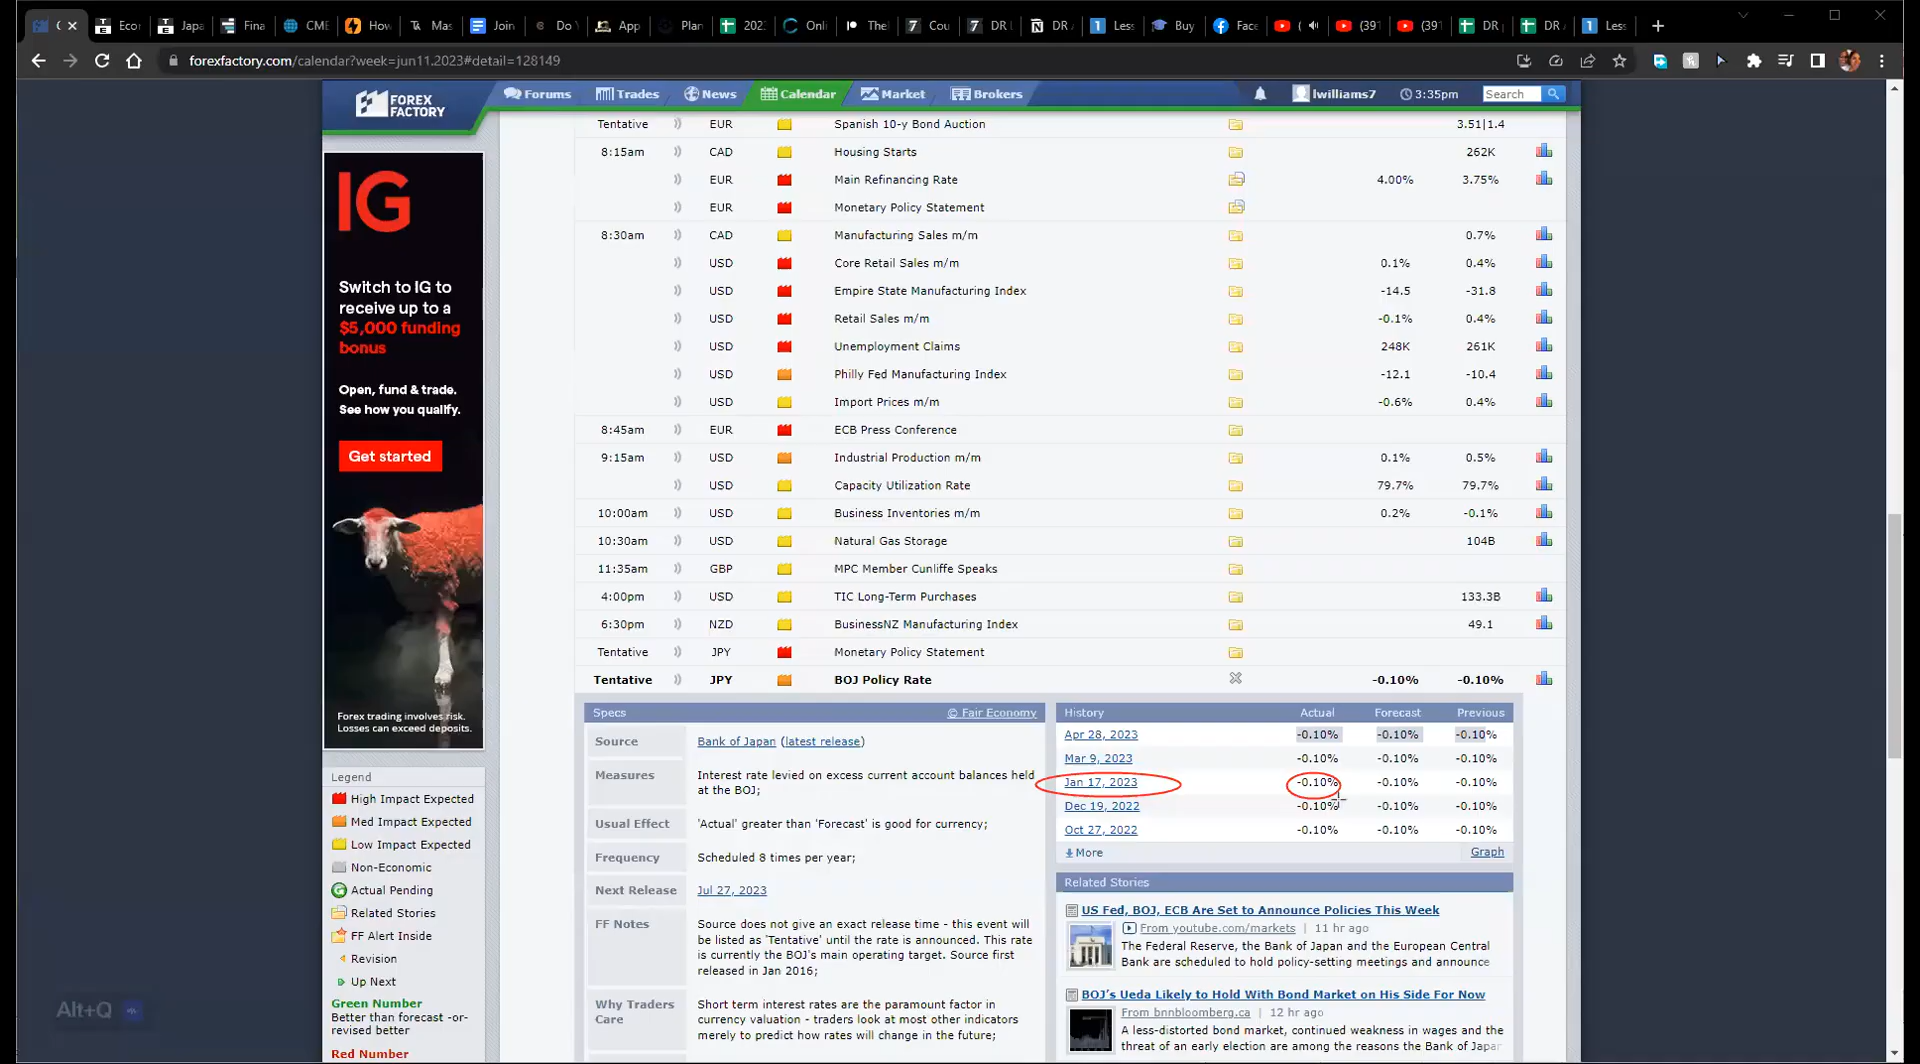 C
Ecor
Japa
Fina
CME
How
Mas
Join
Do Y
App
Plan
202
Onli
Thel
Cou
DR I
DR A
Less
Buy
Face
(391
(391
DR p
DR A
Less
forexfactory.com/calendar?week=jun11.2023#detail=128149
FOREX FACTORY
Forums Trades News Calendar Market Brokers lwilliams7 3:35pm Search
Tentative EUR Spanish 10-y Bond Auction 3.51|1.4
8:15am CAD Housing Starts 262K
EUR Main Refinancing Rate 4.00% 3.75%
EUR Monetary Policy Statement
8:30am CAD Manufacturing Sales m/m 0.7%
USD Core Retail Sales m/m 0.1% 0.4%
USD Empire State Manufacturing Index -14.5 -31.8
USD Retail Sales m/m -0.1% 0.4%
USD Unemployment Claims 248K 261K
USD Philly Fed Manufacturing Index -12.1 -10.4
USD Import Prices m/m -0.6% 0.4%
8:45am EUR ECB Press Conference
9:15am USD Industrial Production m/m 0.1% 0.5%
USD Capacity Utilization Rate 79.7% 79.7%
10:00am USD Business Inventories m/m 0.2% -0.1%
10:30am USD Natural Gas Storage 104B
11:35am GBP MPC Member Cunliffe Speaks
4:00pm USD TIC Long-Term Purchases 133.3B
6:30pm NZD BusinessNZ Manufacturing Index 49.1
Tentative JPY Monetary Policy Statement
Tentative JPY BOJ Policy Rate -0.10% -0.10%
IG
Switch to IG to
receive up to a
$5,000 funding
bonus
Open, fund & trade.
See how you qualify.
Get started
Forex trading involves risk.
Losses can exceed deposits.
Legend
High Impact Expected
Med Impact Expected
Low Impact Expected
Non-Economic
Actual Pending
Related Stories
FF Alert Inside
Revision
Up Next
Green Number
Better than forecast -or-
revised better
Red Number
Alt+Q
Specs © Fair Economy
Source Bank of Japan (latest release)
Measures Interest rate levied on excess current account balances held
at the BOJ;
Usual Effect 'Actual' greater than 'Forecast' is good for currency;
Frequency Scheduled 8 times per year;
Next Release Jul 27, 2023
FF Notes Source does not give an exact release time - this event will
be listed as 'Tentative' until the rate is announced. This rate
is currently the BOJ's main operating target. Source first
released in Jan 2016;
Why Traders Care Short term interest rates are the paramount factor in
currency valuation - traders look at most other indicators
merely to predict how rates will change in the future;
History Actual Forecast Previous
Apr 28, 2023 -0.10% -0.10% -0.10%
Mar 9, 2023 -0.10% -0.10% -0.10%
Jan 17, 2023 -0.10% -0.10% -0.10%
Dec 19, 2022 -0.10% -0.10% -0.10%
Oct 27, 2022 -0.10% -0.10% -0.10%
More Graph
Related Stories
US Fed, BOJ, ECB Are Set to Announce Policies This Week
From youtube.com/markets | 11 hr ago
The Federal Reserve, the Bank of Japan and the European Central
Bank are scheduled to hold policy-setting meetings and announce
BOJ's Ueda Likely to Hold With Bond Market on His Side For Now
From bnnbloomberg.ca | 12 hr ago
A less-distorted bond market, continued weakness in wages and the
threat of an early election are among the reasons the Bank of Japa